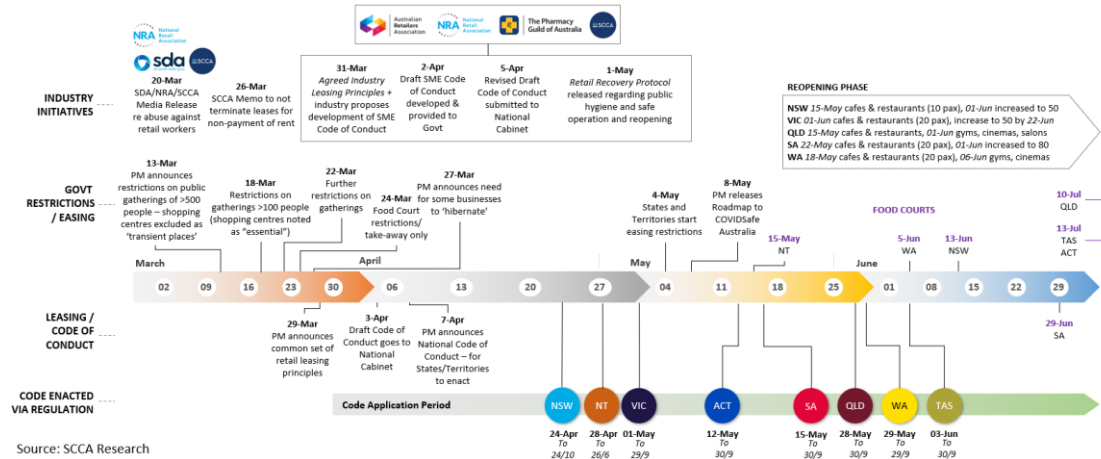 NRA National Retail Association
sda SCCA
20-Mar
SDA/NRA/SCCA
Media Release
re abuse against
retail workers
INDUSTRY
INITIATIVES
26-Mar
SCCA Memo to not
terminate leases for
non-payment of rent
Australian Retailers Association
NRA National Retail Association
The Pharmacy Guild of Australia
SCCA
31-Mar
Agreed Industry
Leasing Principles +
industry proposes
development of SME
Code of Conduct
2-Apr
Draft SME Code
of Conduct
developed &
provided to
Govt
5-Apr
Revised Draft
Code of Conduct
submitted to
National
Cabinet
1-May
Retail Recovery Protocol
released regarding public
hygiene and safe
operation and reopening
REOPENING PHASE
NSW 15-May cafes & restaurants (10 pax), 01-Jun increased to 50
VIC 01-Jun cafes & restaurants (20 pax), increase to 50 by 22-Jun
QLD 15-May cafes & restaurants, 01-Jun gyms, cinemas, salons
SA 22-May cafes & restaurants (20 pax), 01-Jun increased to 80
WA 18-May cafes & restaurants (20 pax), 06-Jun gyms, cinemas
GOVT
RESTRICTIONS
/ EASING
13-Mar
PM announces
restrictions on public
gatherings of >500
people – shopping
centres excluded as
‘transient places’
18-Mar
Restrictions on
gatherings >100 people
(shopping centres noted
as “essential”)
22-Mar
Further
restrictions on
gatherings
24-Mar
Food Court
restrictions/
take-away only
27-Mar
PM announces need
for some businesses
to ‘hibernate’
4-May
States and
Territories start
easing restrictions
8-May
PM releases
Roadmap to
COVIDSafe
Australia
FOOD COURTS
15-May
NT
5-Jun
WA
13-Jun
NSW
10-Jul
QLD
13-Jul
TAS
ACT
March April May June
02 09 16 23 30 06 13 20 27 04 11 18 25 01 08 15 22 29
LEASING /
CODE OF
CONDUCT
29-Mar
PM announces
common set of
retail leasing
principles
3-Apr
Draft Code of
Conduct goes to
National
Cabinet
7-Apr
PM announces
National Code of
Conduct – for
States/Territories
to enact
29-Jun
SA
CODE ENACTED
VIA REGULATION
Code Application Period
NSW NT VIC ACT SA QLD WA TAS
24-Apr
To
24/10
28-Apr
To
26/6
01-May
To
29/9
12-May
To
30/9
15-May
To
30/9
28-May
To
30/9
29-May
To
29/9
03-Jun
To
30/9
Source: SCCA Research